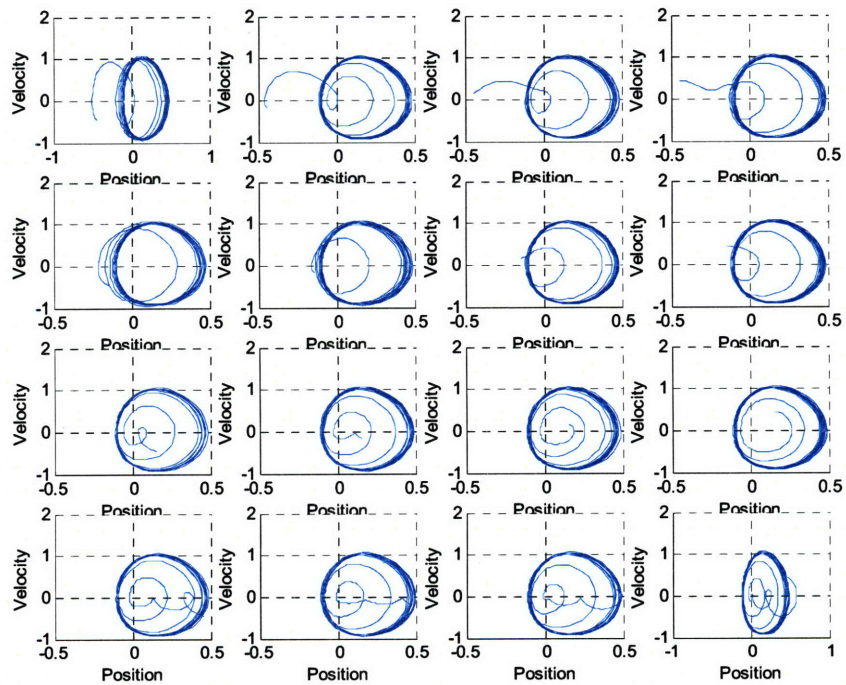 2 2 2 2
1 1 1 1
Velocity Velocity Velocity Velocity
0 0 0 0
-1 -1 -1 -1
-1 0 1 -0.5 0 0.5 -0.5 0 0.5 -0.5 0 0.5
Position Position Position Position
2 2 2 2
1 1 1 1
Velocity Velocity Velocity Velocity
0 0 0 0
-1 -1 -1 -1
-0.5 0 0.5 -0.5 0 0.5 -0.5 0 0.5 -0.5 0 0.5
Position Position Position Position
2 2 2 2
1 1 1 1
Velocity Velocity Velocity Velocity
0 0 0 0
-1 -1 -1 -1
-0.5 0 0.5 -0.5 0 0.5 -0.5 0 0.5 -0.5 0 0.5
Position Position Position Position
2 2 2 2
1 1 1 1
Velocity Velocity Velocity Velocity
0 0 0 0
-1 -1 -1 -1
-0.5 0 0.5 -0.5 0 0.5 -0.5 0 0.5 -1 0 1
Position Position Position Position